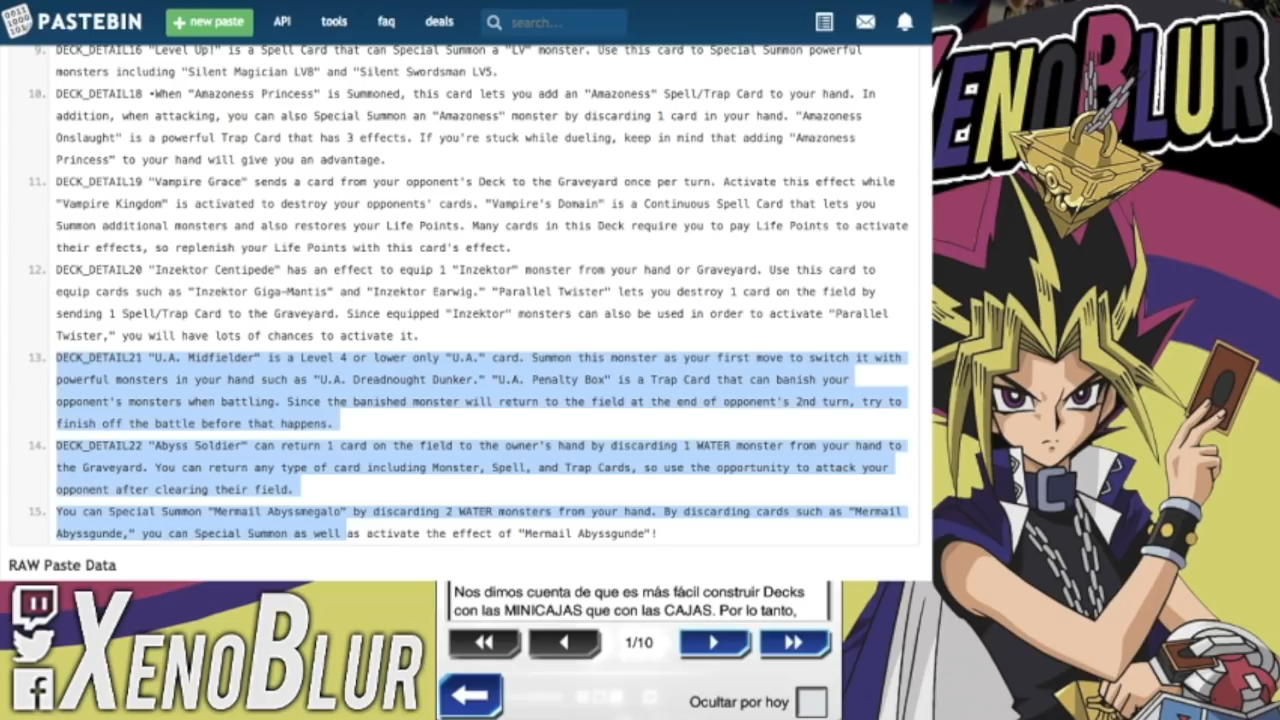 PASTEBIN
+ new paste
API
tools
faq
deals
search...
9. DECK_DETAIL16 "Level Up!" is a Spell Card that can Special Summon a "LV" monster. Use this card to Special Summon powerful
monsters including "Silent Magician LV8" and "Silent Swordsman LV5.
10. DECK_DETAIL18 •When "Amazoness Princess" is Summoned, this card lets you add an "Amazoness" Spell/Trap Card to your hand. In
addition, when attacking, you can also Special Summon an "Amazoness" monster by discarding 1 card in your hand. "Amazoness
Onslaught" is a powerful Trap Card that has 3 effects. If you're stuck while dueling, keep in mind that adding "Amazoness
Princess" to your hand will give you an advantage.
11. DECK_DETAIL19 "Vampire Grace" sends a card from your opponent's Deck to the Graveyard once per turn. Activate this effect while
"Vampire Kingdom" is activated to destroy your opponents' cards. "Vampire's Domain" is a Continuous Spell Card that lets you
Summon additional monsters and also restores your Life Points. Many cards in this Deck require you to pay Life Points to activate
their effects, so replenish your Life Points with this card's effect.
12. DECK_DETAIL20 "Inzektor Centipede" has an effect to equip 1 "Inzektor" monster from your hand or Graveyard. Use this card to
equip cards such as "Inzektor Giga-Mantis" and "Inzektor Earwig." "Parallel Twister" lets you destroy 1 card on the field by
sending 1 Spell/Trap Card to the Graveyard. Since equipped "Inzektor" monsters can also be used in order to activate "Parallel
Twister," you will have lots of chances to activate it.
13. DECK_DETAIL21 "U.A. Midfielder" is a Level 4 or lower only "U.A." card. Summon this monster as your first move to switch it with
powerful monsters in your hand such as "U.A. Dreadnought Dunker." "U.A. Penalty Box" is a Trap Card that can banish your
opponent's monsters when battling. Since the banished monster will return to the field at the end of opponent's 2nd turn, try to
finish off the battle before that happens.
14. DECK_DETAIL22 "Abyss Soldier" can return 1 card on the field to the owner's hand by discarding 1 WATER monster from your hand to
the Graveyard. You can return any type of card including Monster, Spell, and Trap Cards, so use the opportunity to attack your
opponent after clearing their field.
15. You can Special Summon "Mermail Abyssmegalo" by discarding 2 WATER monsters from your hand. By discarding cards such as "Mermail
Abyssgunde," you can Special Summon as well as activate the effect of "Mermail Abyssgunde"!
RAW Paste Data
XENOBLUR
XENOBLUR
Nos dimos cuenta de que es más fácil construir Decks
con las MINICAJAS que con las CAJAS. Por lo tanto,
1/10
Ocultar por hoy